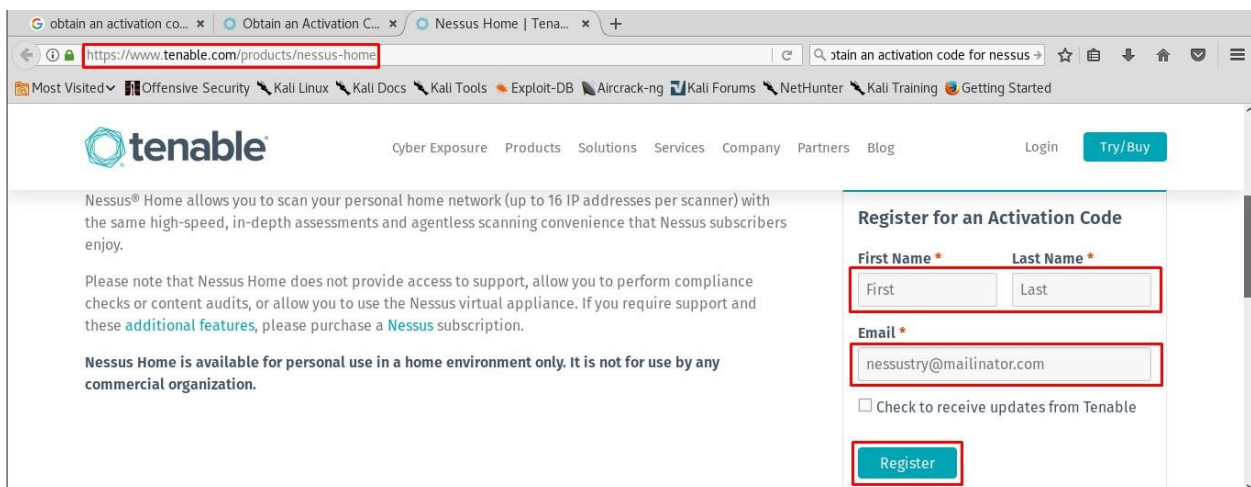 obtain an activation co... Obtain an Activation C... Nessus Home | Tena...
https://www.tenable.com/products/nessus-home
an activation code for nessus
Most Visited Offensive Security Kali Linux Kali Docs Kali Tools Exploit-DB Aircrack-ng Kali Forums NetHunter Kali Training Getting Started
tenable
Cyber Exposure Products Solutions Services Company Partners Blog Login Try/Buy
Nessus® Home allows you to scan your personal home network (up to 16 IP addresses per scanner) with
the same high-speed, in-depth assessments and agentless scanning convenience that Nessus subscribers
enjoy.
Please note that Nessus Home does not provide access to support, allow you to perform compliance
checks or content audits, or allow you to use the Nessus virtual appliance. If you require support and
these additional features, please purchase a Nessus subscription.
Nessus Home is available for personal use in a home environment only. It is not for use by any
commercial organization.
Register for an Activation Code
First Name * Last Name *
First Last
Email *
nessustry@mailinator.com
Check to receive updates from Tenable
Register